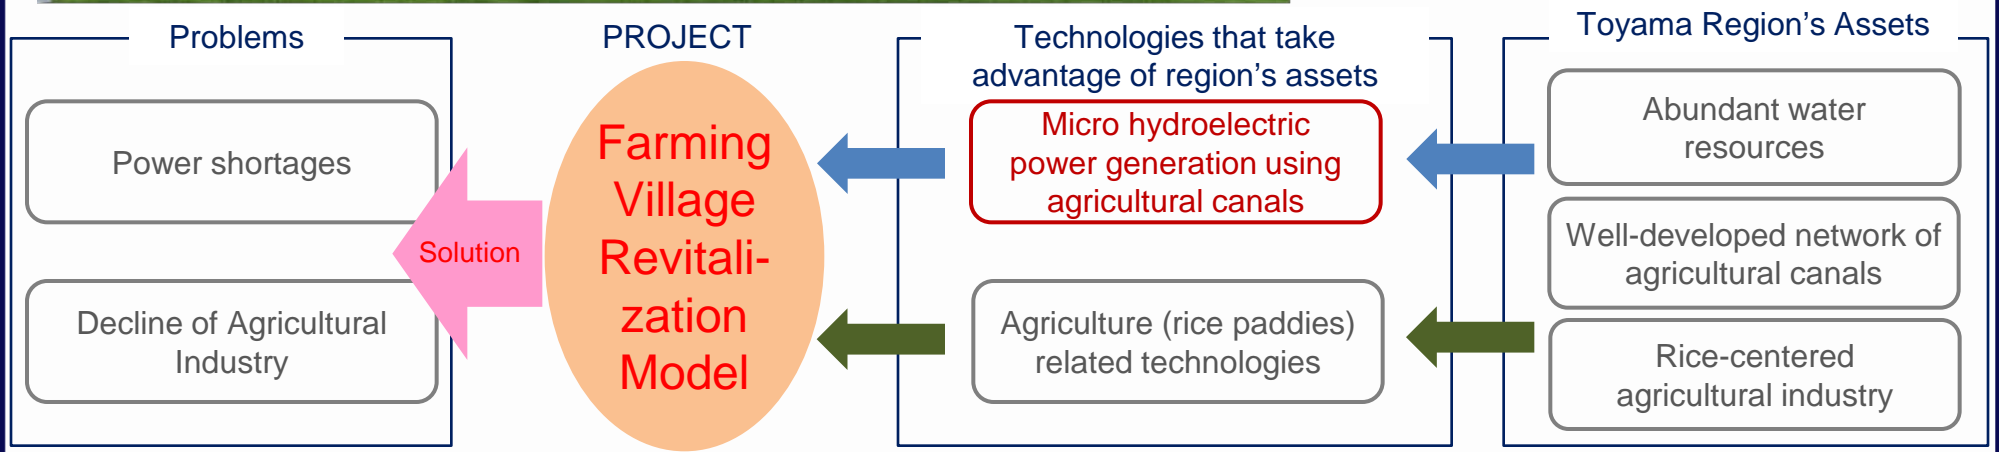 Problems
Power shortages
Decline of Agricultural
Industry
Solution
PROJECT
Farming
Village
Revitali-
zation
Model
Technologies that take
advantage of region's assets
Micro hydroelectric
power generation using
agricultural canals
Agriculture (rice paddies)
related technologies
Toyama Region's Assets
Abundant water
resources
Well-developed network of
agricultural canals
Rice-centered
agricultural industry